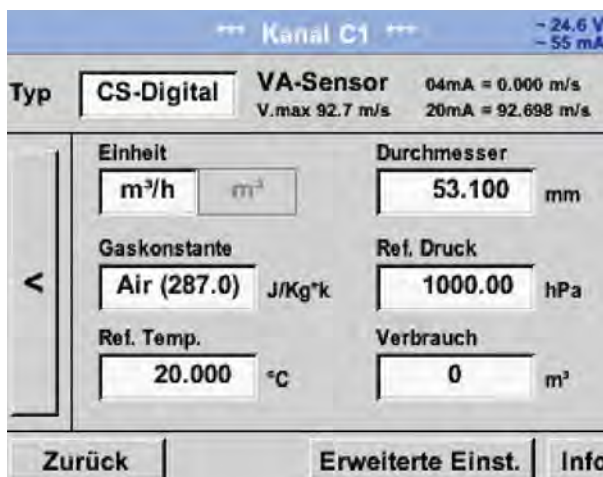 *** Kanal C1 ***
~ 24.6 V
~ 55 mA
Typ CS-Digital VA-Sensor 04mA = 0.000 m/s
V.max 92.7 m/s 20mA = 92.698 m/s
Einheit Durchmesser
m³/h m³ 53.100 mm
Gaskonstante Ref. Druck
< Air (287.0) J/Kg*k 1000.00 hPa
Ref. Temp. Verbrauch
20.000 °C 0 m³
Zurück Erweiterte Einst. Info